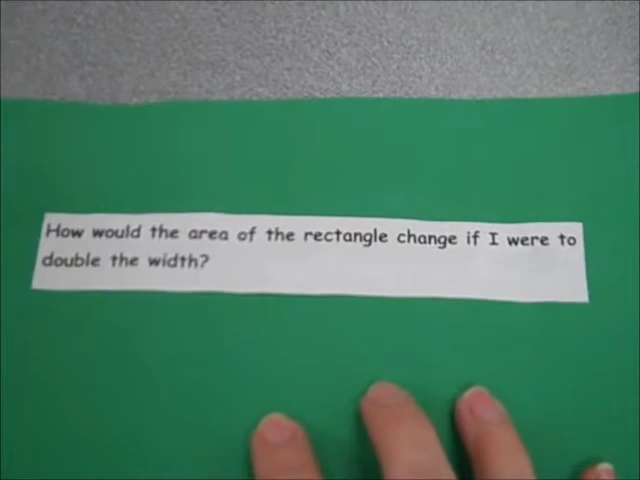 How would the area of the rectangle change if I were to
double the width?